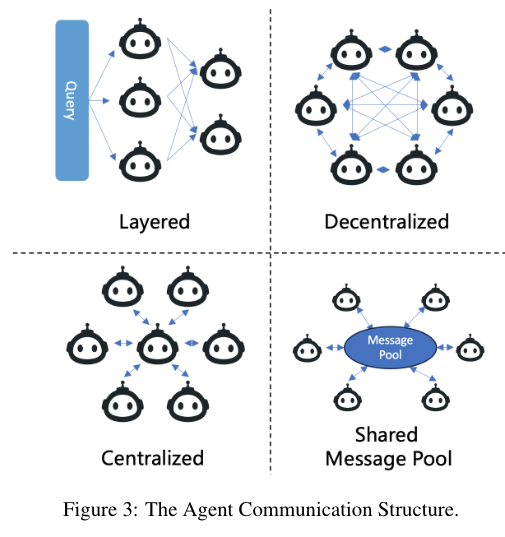 Query
Layered
Decentralized
Centralized
Message
Pool
Shared
Message Pool
Figure 3: The Agent Communication Structure.